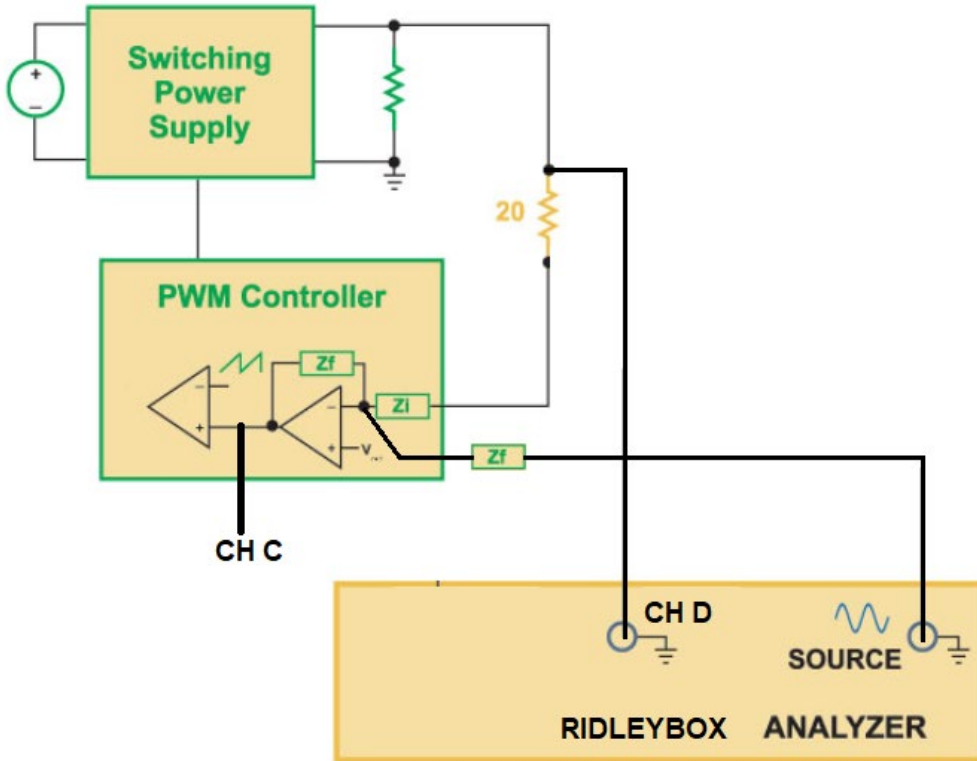 Switching
Power
Supply
+
−
20
PWM Controller
−
+
Zf
−
+
Zi
Zf
CH C
CH D
SOURCE
RIDLEYBOX ANALYZER